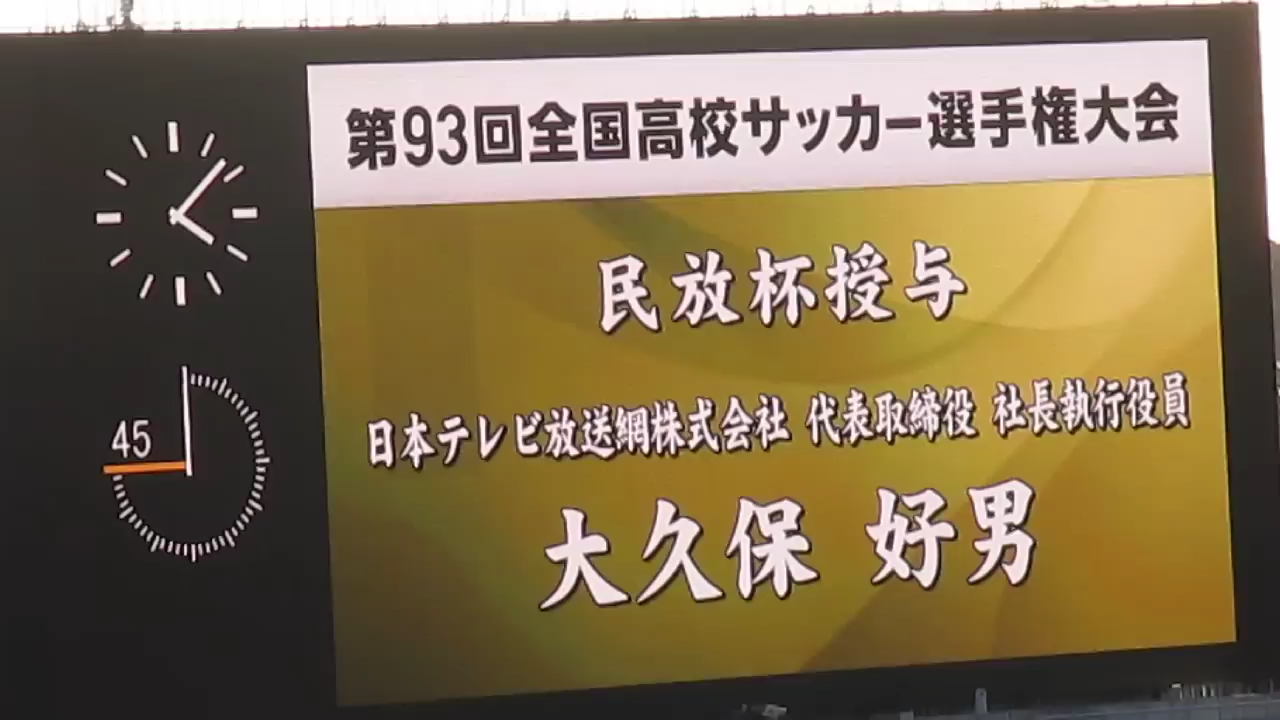 第93回全国高校サッカー選手権大会
民放杯授与
日本テレビ放送網株式会社 代表取締役 社長執行役員
大久保 好男
45